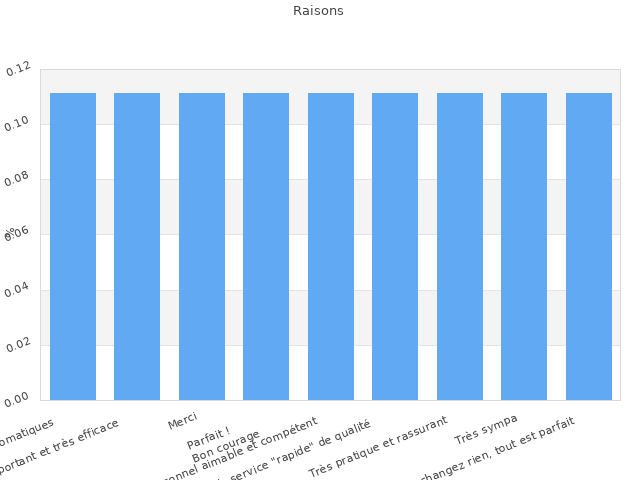 Raisons
0.12
0.10
0.08
0.06
0.04
0.02
0.00
omatiques
portant et très efficace
Merci
Parfait !
Bon courage
onnel aimable et compétent
service "rapide" de qualité
Très pratique et rassurant
Très sympa
changez rien, tout est parfait